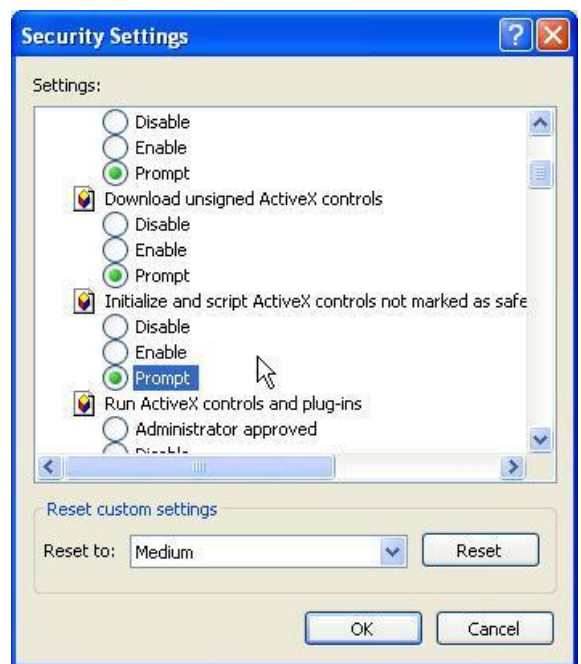 Security Settings
Settings:
Disable
Enable
Prompt
Download unsigned ActiveX controls
Disable
Enable
Prompt
Initialize and script ActiveX controls not marked as safe
Disable
Enable
Prompt
Run ActiveX controls and plug-ins
Administrator approved
Disable
Reset custom settings
Reset to:
Medium
Reset
OK
Cancel